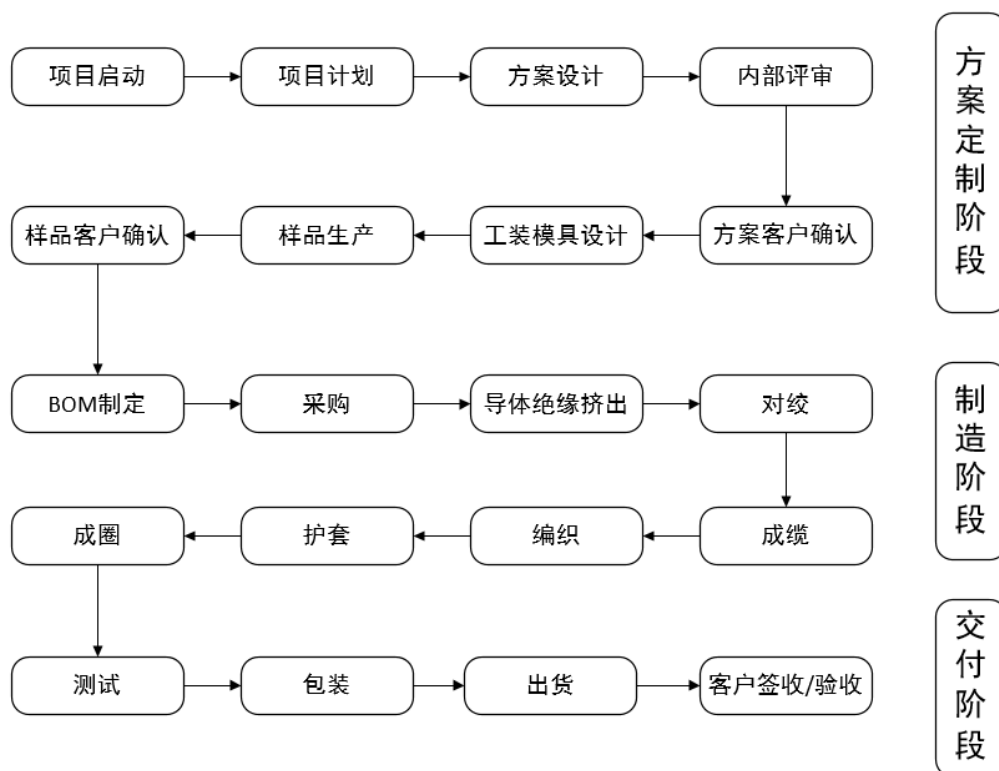 项目启动
项目计划
方案设计
内部评审
方案定制阶段
样品客户确认
样品生产
工装模具设计
方案客户确认
BOM制定
采购
导体绝缘挤出
对绞
制造阶段
成圈
护套
编织
成缆
测试
包装
出货
客户签收/验收
交付阶段